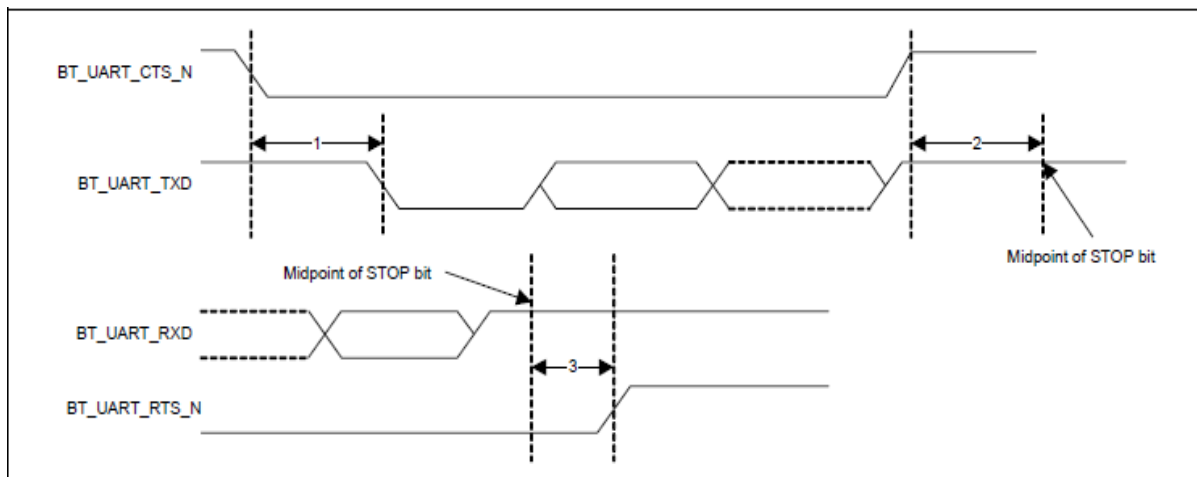 BT_UART_CTS_N
1
2
BT_UART_TXD
Midpoint of STOP bit
Midpoint of STOP bit
BT_UART_RXD
3
BT_UART_RTS_N